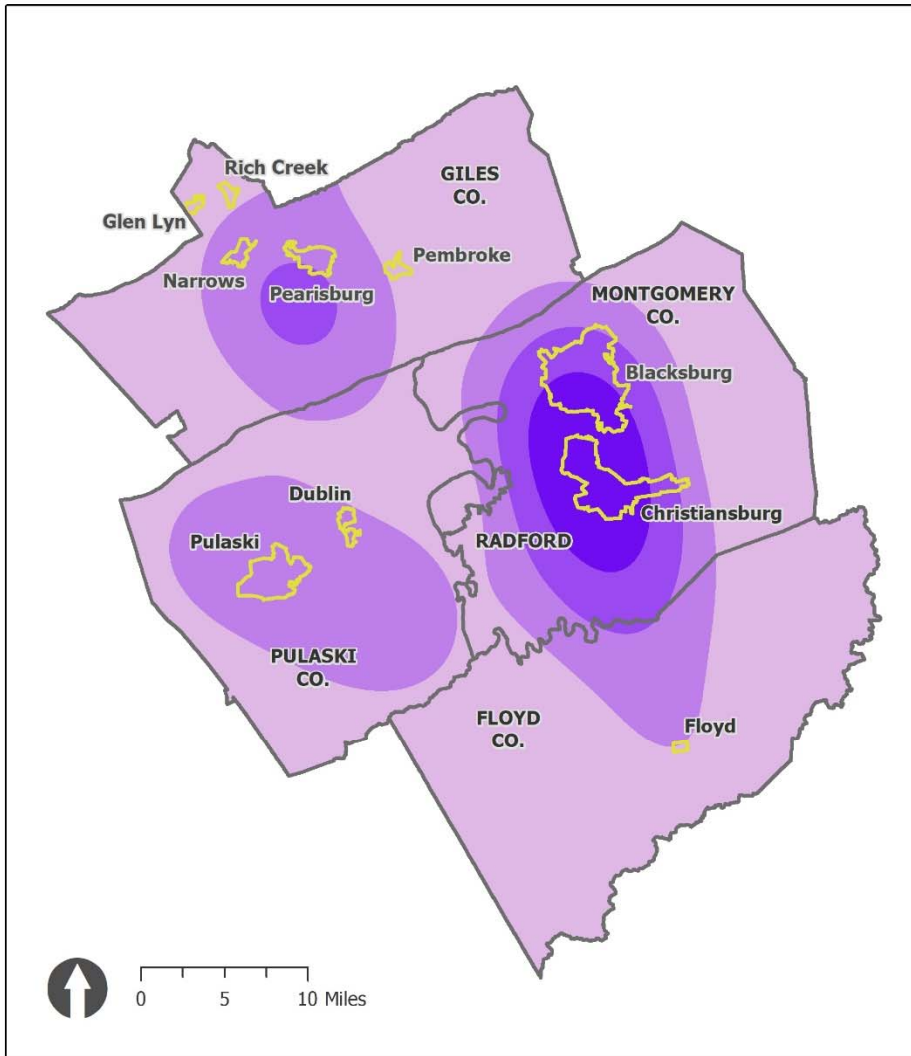 Rich Creek
GILES
CO.
Glen Lyn
Narrows
Pembroke
Pearisburg
MONTGOMERY
CO.
Blacksburg
Dublin
Christiansburg
Pulaski
RADFORD
PULASKI
CO.
FLOYD
CO.
Floyd
0 5 10 Miles